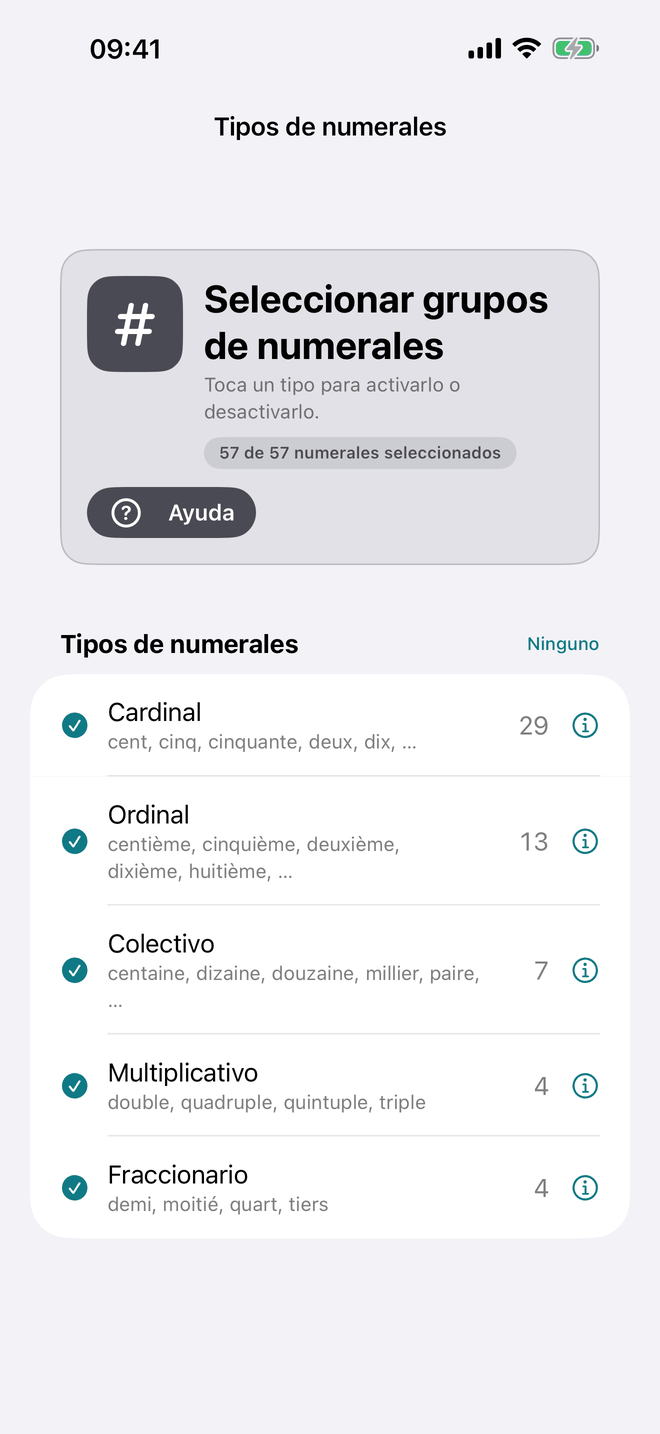 09:41
Tipos de numerales
#
Seleccionar grupos
de numerales
Toca un tipo para activarlo o
desactivarlo.
57 de 57 numerales seleccionados
? Ayuda
Tipos de numerales
Ninguno
Cardinal
cent, cinq, cinquante, deux, dix, ...
29
Ordinal
centième, cinquième, deuxième,
dixième, huitième, ...
13
Colectivo
centaine, dizaine, douzaine, millier, paire,
...
7
Multiplicativo
double, quadruple, quintuple, triple
4
Fraccionario
demi, moitié, quart, tiers
4